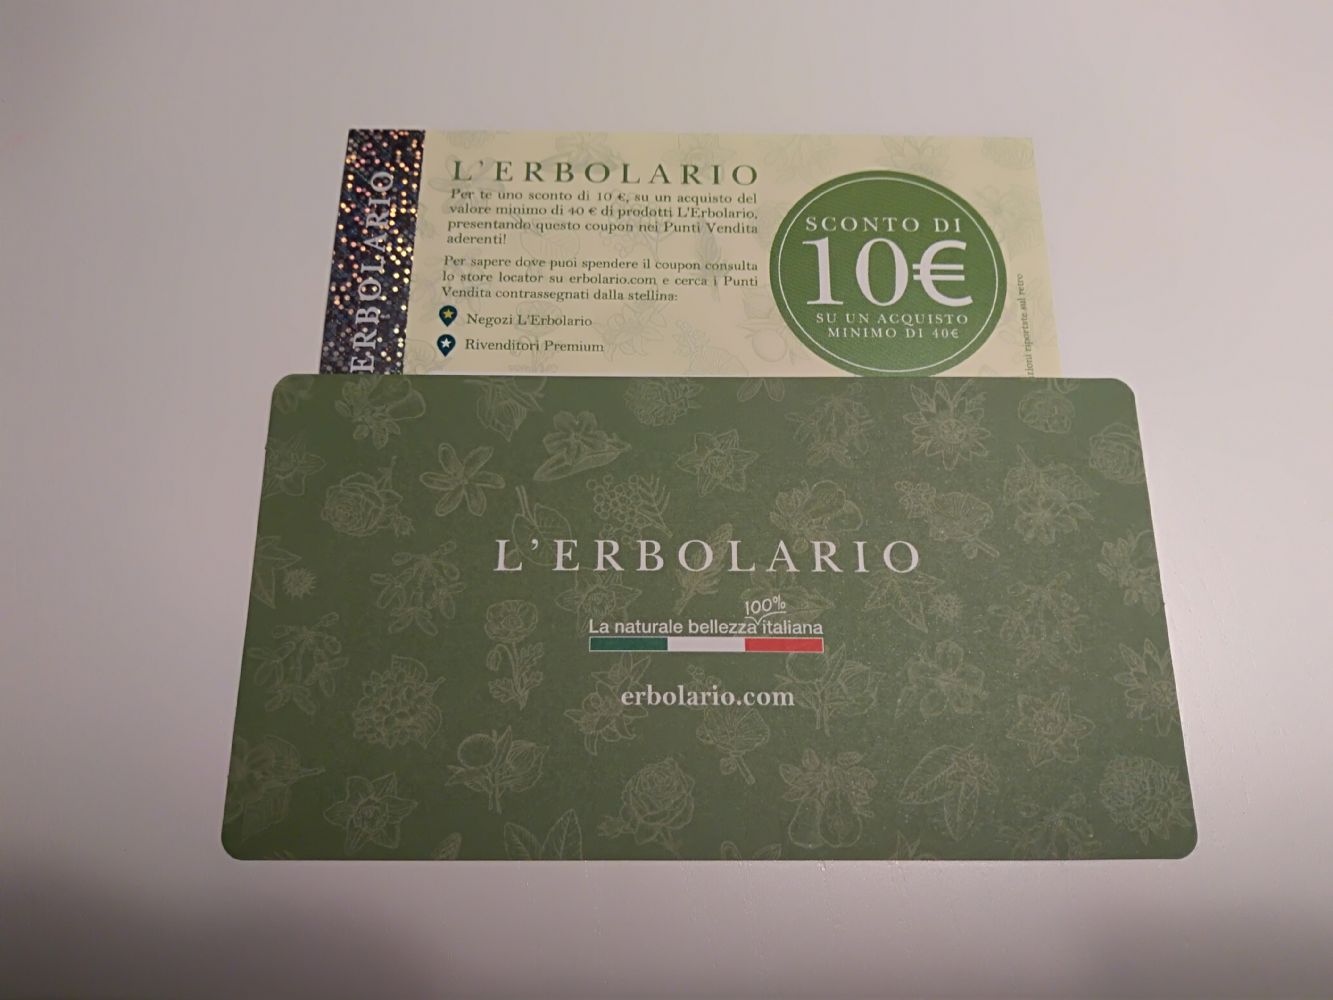 L'ERBOLARIO
Per te uno sconto di 10 €, su un acquisto del
valore minimo di 40 € di prodotti L'Erbolario,
presentando questo coupon nei Punti Vendita
aderenti!
Per sapere dove puoi spendere il coupon consulta
lo store locator su erbolario.com e cerca i Punti
Vendita contrassegnati dalla stellina:
Negozi L'Erbolario
Rivenditori Premium
SCONTO DI
10€
SU UN ACQUISTO
MINIMO DI 40€
riportate sul retro
ERBOLARIO
L'ERBOLARIO
La naturale bellezza 100% italiana
erbolario.com